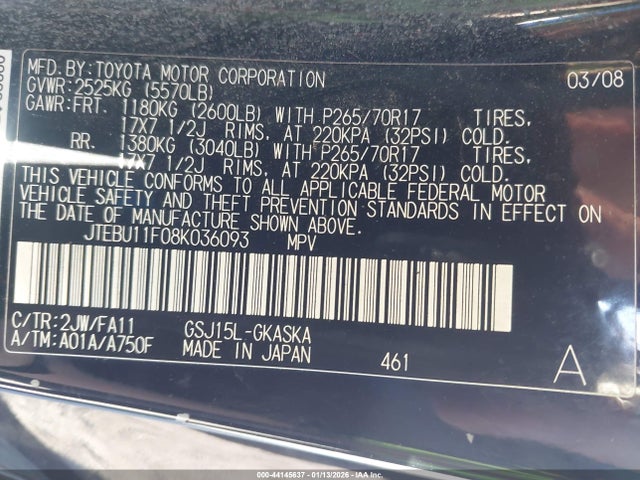 MFD.BY:TOYOTA MOTOR CORPORATION 03/08
GVWR:2525KG (5570LB)
GAWR:FRT. 1180KG (2600LB) WITH P265/70R17 TIRES,
17X7 1/2J RIMS, AT 220KPA (32PSI) COLD.
RR. 1380KG (3040LB) WITH P265/70R17 TIRES,
17X7 1/2J RIMS, AT 220KPA (32PSI) COLD.
THIS VEHICLE CONFORMS TO ALL APPLICABLE FEDERAL MOTOR
VEHICLE SAFETY AND THEFT PREVENTION STANDARDS IN EFFECT ON
THE DATE OF MANUFACTURE SHOWN ABOVE.
JTEBU11F08K036093 MPV
C/TR:2JW/FA11 GSJ15L-GKASKA
A/TM:A01A/A750F MADE IN JAPAN 461 A
000-44145637 - 01/13/2026 - IAA Inc.